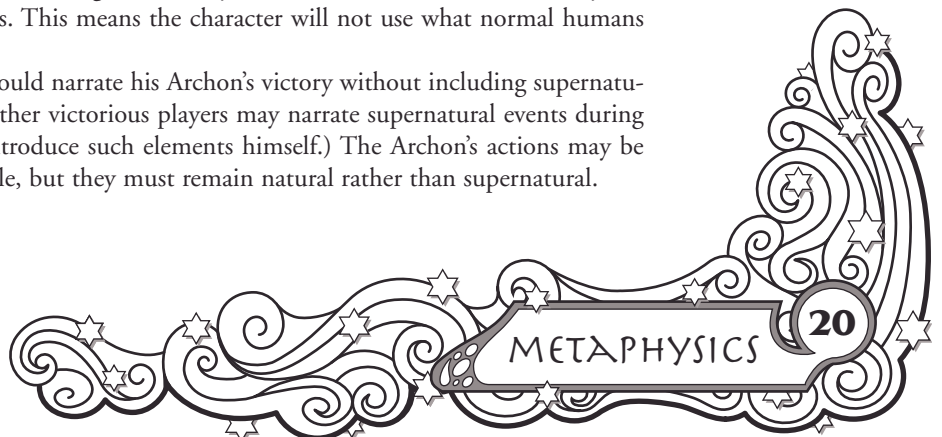 s. This means the character will not use what normal humans
ould narrate his Archon’s victory without including supernatu-
ther victorious players may narrate supernatural events during
troduce such elements himself.) The Archon’s actions may be
le, but they must remain natural rather than supernatural.
METAPHYSICS
20